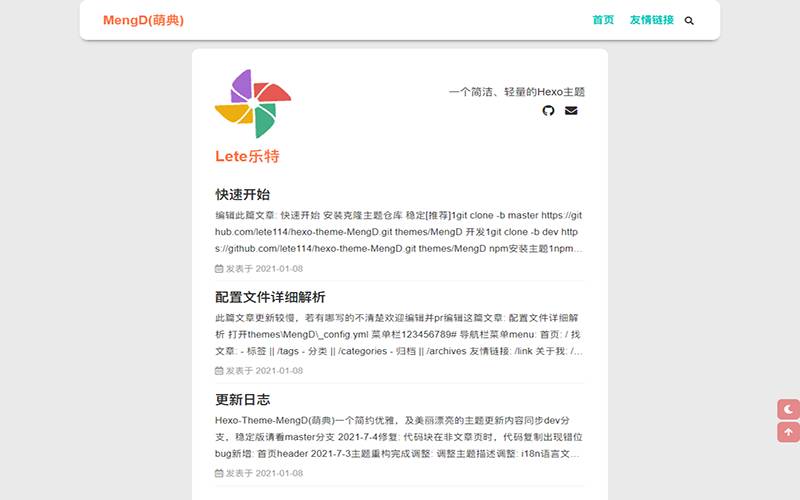 MengD(萌典)
首页 友情链接
一个简洁、轻量的Hexo主题
Lete乐特
快速开始
编辑此篇文章: 快速开始 安装克隆主题仓库 稳定[推荐]1git clone -b master https://git
hub.com/lete114/hexo-theme-MengD.git themes/MengD 开发1git clone -b dev http
s://github.com/lete114/hexo-theme-MengD.git themes/MengD npm安装主题1npm…
发表于 2021-01-08
配置文件详细解析
此篇文章更新较慢，若有哪写的不清楚欢迎编辑并pr编辑这篇文章: 配置文件详细解
析 打开themes\MengD\_config.yml 菜单栏123456789# 导航栏菜单menu: 首页: / 找
文章: - 标签 || /tags - 分类 || /categories - 归档 || /archives 友情链接: /link 关于我: /…
发表于 2021-01-08
更新日志
Hexo-Theme-MengD(萌典)一个简约优雅，及美丽漂亮的主题更新内容同步dev分
支，稳定版请看master分支 2021-7-4修复: 代码块在非文章页时，代码复制出现错位
bug新增: 首页header 2021-7-3主题重构完成调整: 调整主题描述调整: i18n语言文…
发表于 2021-01-08